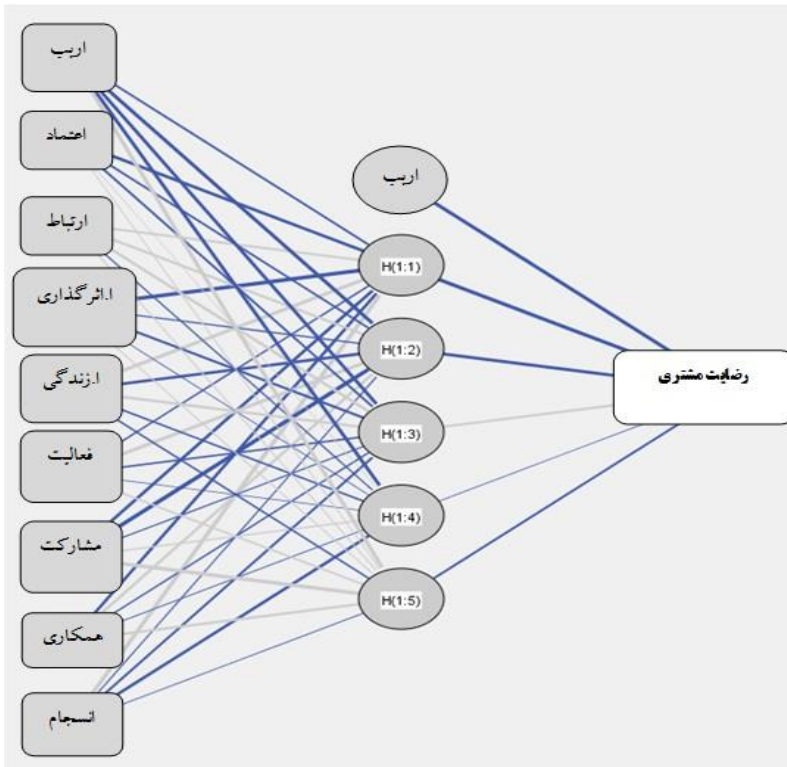 اریب
اعتماد
ارتباط
ا.اثرگذاری
ا.زندگی
فعالیت
مشارکت
همکاری
انسجام
اریب
H(1:1)
H(1:2)
H(1:3)
H(1:4)
H(1:5)
رضایت مشتری